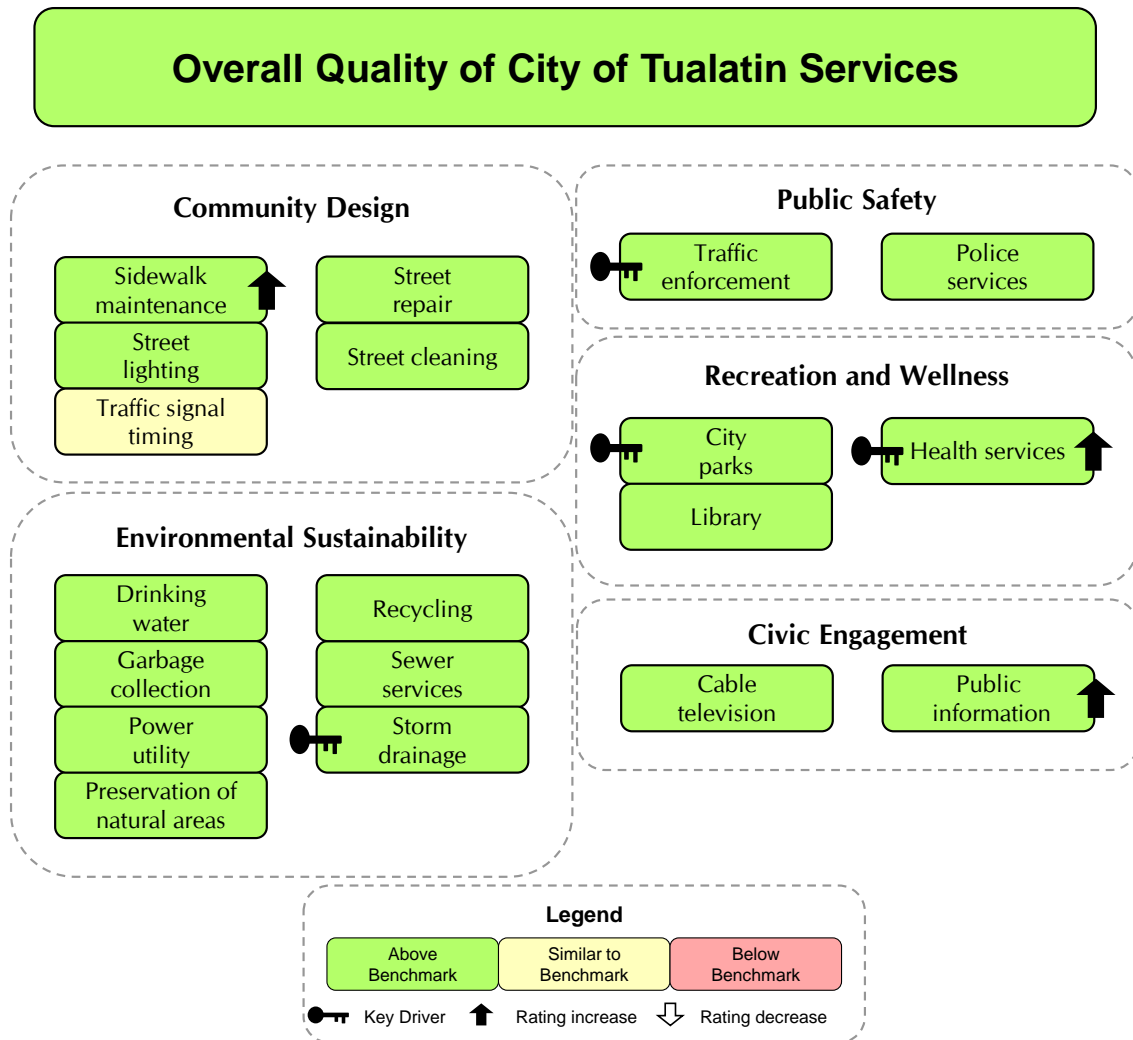 Overall Quality of City of Tualatin Services
Community Design
Sidewalk
maintenance
Street
lighting
Traffic signal
timing
Street
repair
Street cleaning
Environmental Sustainability
Drinking
water
Garbage
collection
Power
utility
Preservation of
natural areas
Recycling
Sewer
services
Storm
drainage
Public Safety
Traffic
enforcement
Police
services
Recreation and Wellness
City
parks
Library
Health services
Civic Engagement
Cable
television
Public
information
Legend
Above
Benchmark
Similar to
Benchmark
Below
Benchmark
Key Driver
Rating increase
Rating decrease